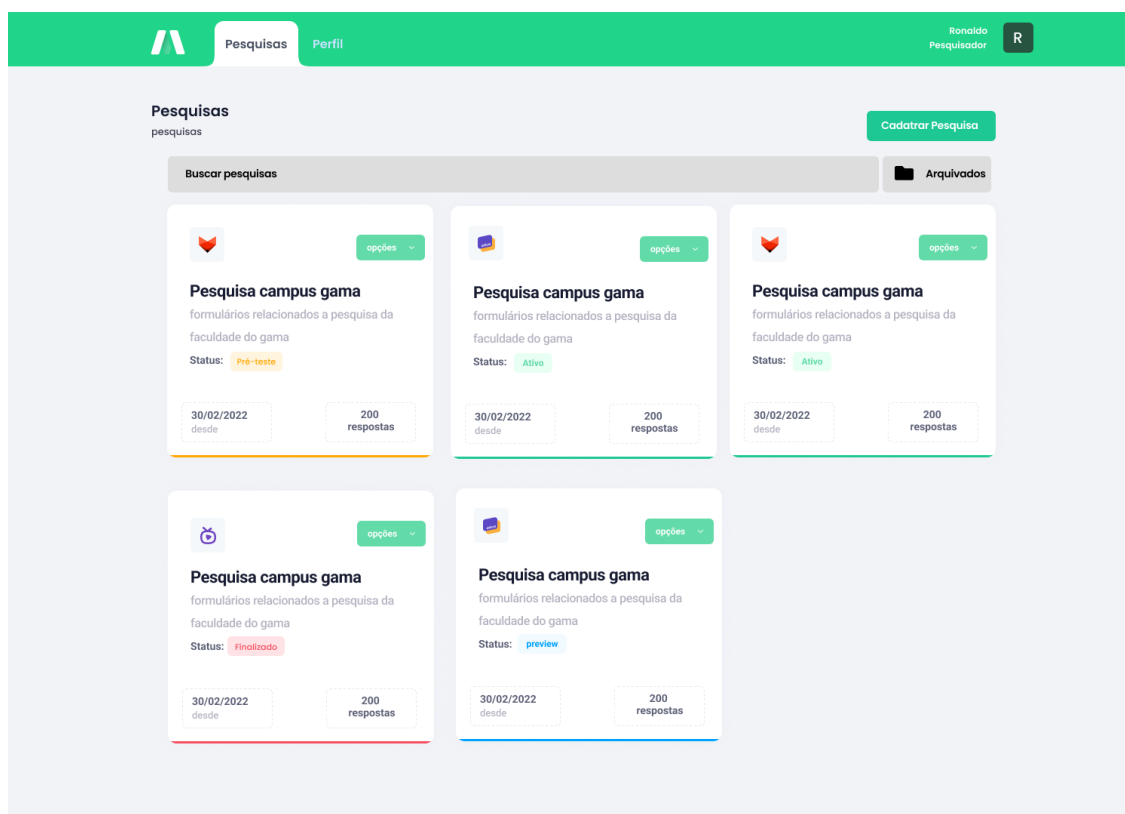 Pesquisas
Perfil
Ronaldo
Pesquisador
R
Pesquisas
pesquisas
Cadatrar Pesquisa
Buscar pesquisas
Arquivados
opções
Pesquisa campus gama
formulários relacionados a pesquisa da
faculdade do gama
Status: Pré-teste
30/02/2022
desde
200
respostas
opções
Pesquisa campus gama
formulários relacionados a pesquisa da
faculdade do gama
Status: Ativo
30/02/2022
desde
200
respostas
opções
Pesquisa campus gama
formulários relacionados a pesquisa da
faculdade do gama
Status: Ativo
30/02/2022
desde
200
respostas
opções
Pesquisa campus gama
formulários relacionados a pesquisa da
faculdade do gama
Status: Finalizado
30/02/2022
desde
200
respostas
opções
Pesquisa campus gama
formulários relacionados a pesquisa da
faculdade do gama
Status: preview
30/02/2022
desde
200
respostas